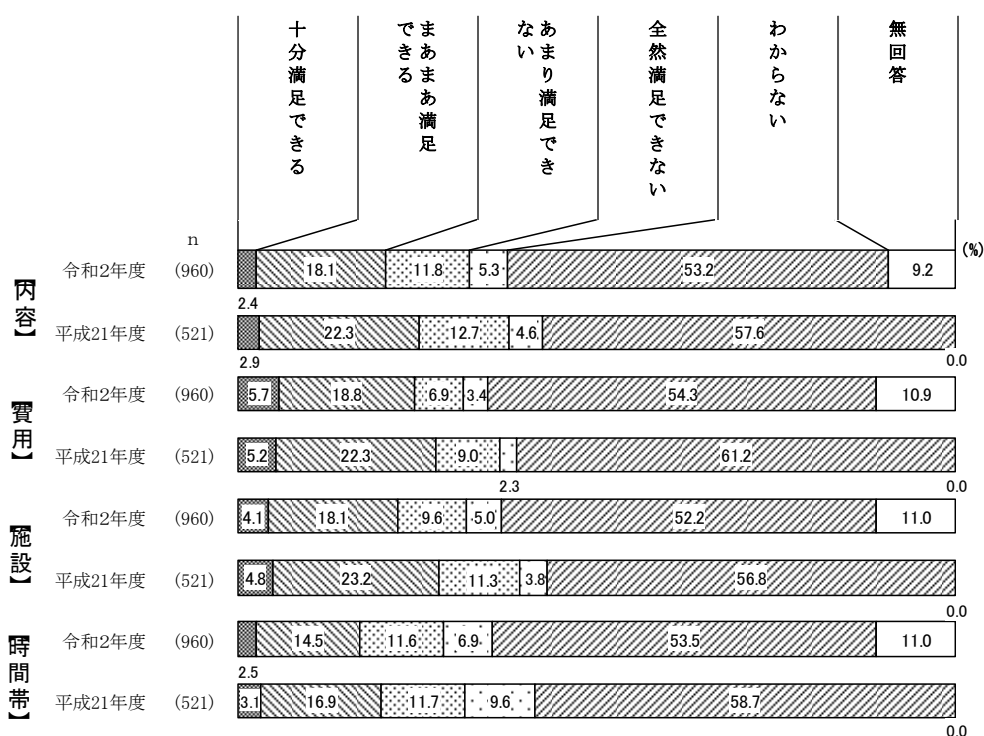 十分満足できる
まあまあ満足
できる
あまり満足でき
ない
全然満足できない
わからない
無回答
n
(%)
【内容】
令和2年度 (960) 18.1 11.8 5.3 53.2 9.2
2.4
平成21年度 (521) 22.3 12.7 4.6 57.6
2.9 0.0
【費用】
令和2年度 (960) 5.7 18.8 6.9 3.4 54.3 10.9
平成21年度 (521) 5.2 22.3 9.0 61.2
2.3 0.0
【施設】
令和2年度 (960) 4.1 18.1 9.6 5.0 52.2 11.0
平成21年度 (521) 4.8 23.2 11.3 3.8 56.8
0.0
【時間帯】
令和2年度 (960) 14.5 11.6 6.9 53.5 11.0
2.5
平成21年度 (521) 3.1 16.9 11.7 9.6 58.7
0.0